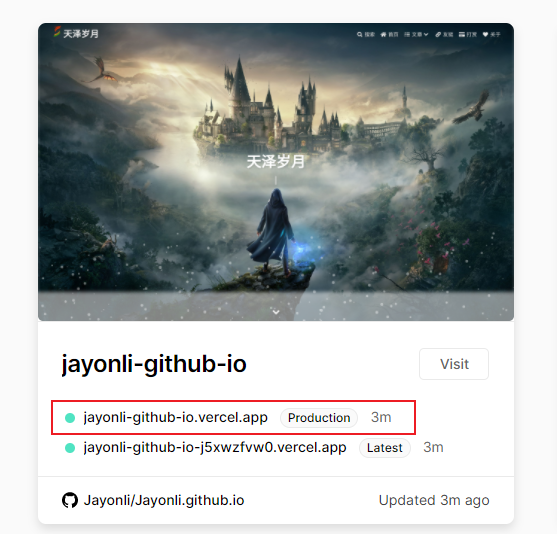 天泽岁月 搜索 首页 文章 友链 打赏 关于
天泽岁月
jayonli-github-io Visit
jayonli-github-io.vercel.app Production 3m
jayonli-github-io-j5xwzfvw0.vercel.app Latest 3m
Jayonli/Jayonli.github.io Updated 3m ago